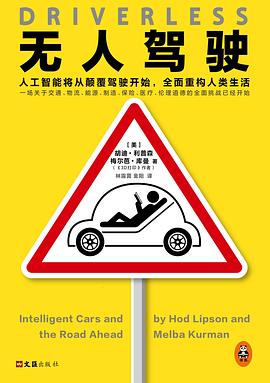 DRIVERLESS
无人驾驶
人工智能将从颠覆驾驶开始，全面重构人类生活
一场关于交通、物流、能源、制造、保险、医疗、伦理道德的全面挑战已经开始
［美］
胡迪·利普森
梅尔芭·库曼 著
（《3D打印》作者）
林露茵 金阳 译
Intelligent Cars and
the Road Ahead
by Hod Lipson and
Melba Kurman
文匯出版社